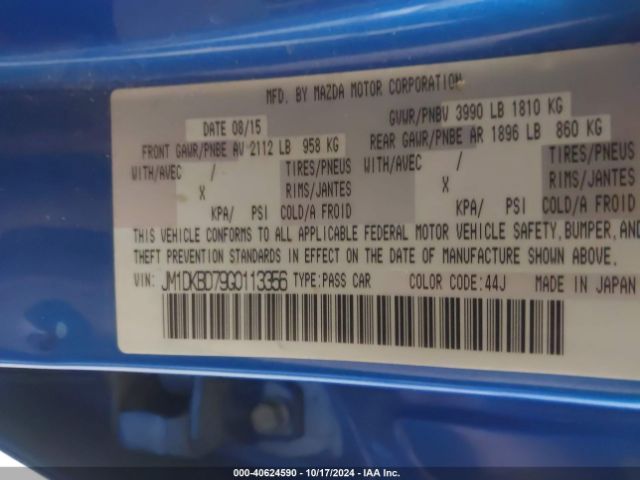 MFD. BY MAZDA MOTOR CORPORATION
DATE 08/15 GVWR/PNBV 3990 LB 1810 KG
FRONT GAWR/PNBE AV 2112 LB 958 KG REAR GAWR/PNBE AR 1896 LB 860 KG
WITH/AVEC / TIRES/PNEUS WITH/AVEC / TIRES/PNEUS
X RIMS/JANTES X RIMS/JANTES
KPA/ PSI COLD/A FROID KPA/ PSI COLD/A FROID
THIS VEHICLE CONFORMS TO ALL APPLICABLE FEDERAL MOTOR VEHICLE SAFETY, BUMPER, AND
THEFT PREVENTION STANDARDS IN EFFECT ON THE DATE OF MANUFACTURE SHOWN ABOVE.
VIN: JM1DKBD79G0113356 TYPE:PASS CAR COLOR CODE:44J MADE IN JAPAN
000-40624590 - 10/17/2024 - IAA Inc.